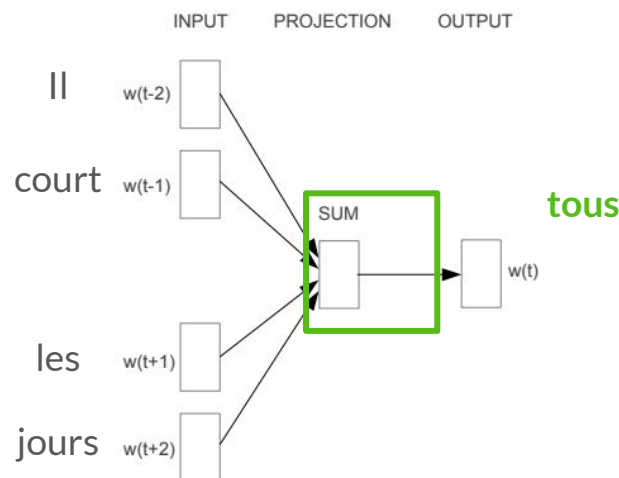 INPUT PROJECTION OUTPUT
Il w(t-2)
court w(t-1)
SUM
tous
w(t)
les w(t+1)
jours w(t+2)